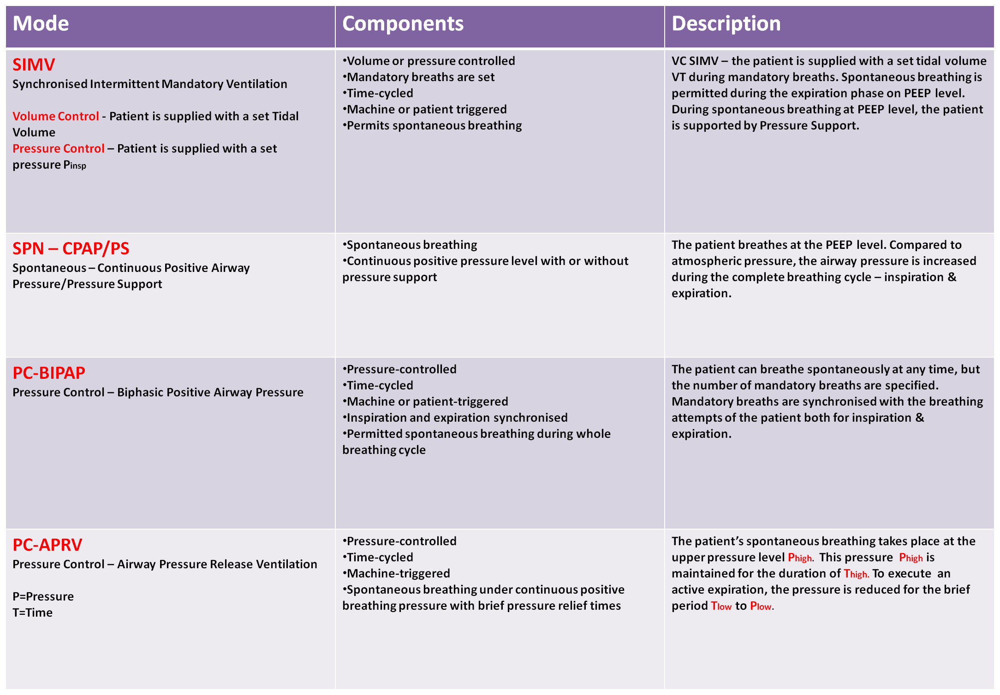 Mode
Components
Description
SIMV
Synchronised Intermittent Mandatory Ventilation
Volume Control - Patient is supplied with a set Tidal
Volume
Pressure Control – Patient is supplied with a set
pressure Pinsp
•Volume or pressure controlled
•Mandatory breaths are set
•Time-cycled
•Machine or patient triggered
•Permits spontaneous breathing
VC SIMV – the patient is supplied with a set tidal volume
VT during mandatory breaths. Spontaneous breathing is
permitted during the expiration phase on PEEP level.
During spontaneous breathing at PEEP level, the patient
is supported by Pressure Support.
SPN – CPAP/PS
Spontaneous – Continuous Positive Airway
Pressure/Pressure Support
•Spontaneous breathing
•Continuous positive pressure level with or without
pressure support
The patient breathes at the PEEP level. Compared to
atmospheric pressure, the airway pressure is increased
during the complete breathing cycle – inspiration &
expiration.
PC-BIPAP
Pressure Control – Biphasic Positive Airway Pressure
•Pressure-controlled
•Time-cycled
•Machine or patient-triggered
•Inspiration and expiration synchronised
•Permitted spontaneous breathing during whole
breathing cycle
The patient can breathe spontaneously at any time, but
the number of mandatory breaths are specified.
Mandatory breaths are synchronised with the breathing
attempts of the patient both for inspiration &
expiration.
PC-APRV
Pressure Control – Airway Pressure Release Ventilation
P=Pressure
T=Time
•Pressure-controlled
•Time-cycled
•Machine-triggered
•Spontaneous breathing under continuous positive
breathing pressure with brief pressure relief times
The patient’s spontaneous breathing takes place at the
upper pressure level Phigh. This pressure Phigh is
maintained for the duration of Thigh. To execute an
active expiration, the pressure is reduced for the brief
period Tlow to Plow.